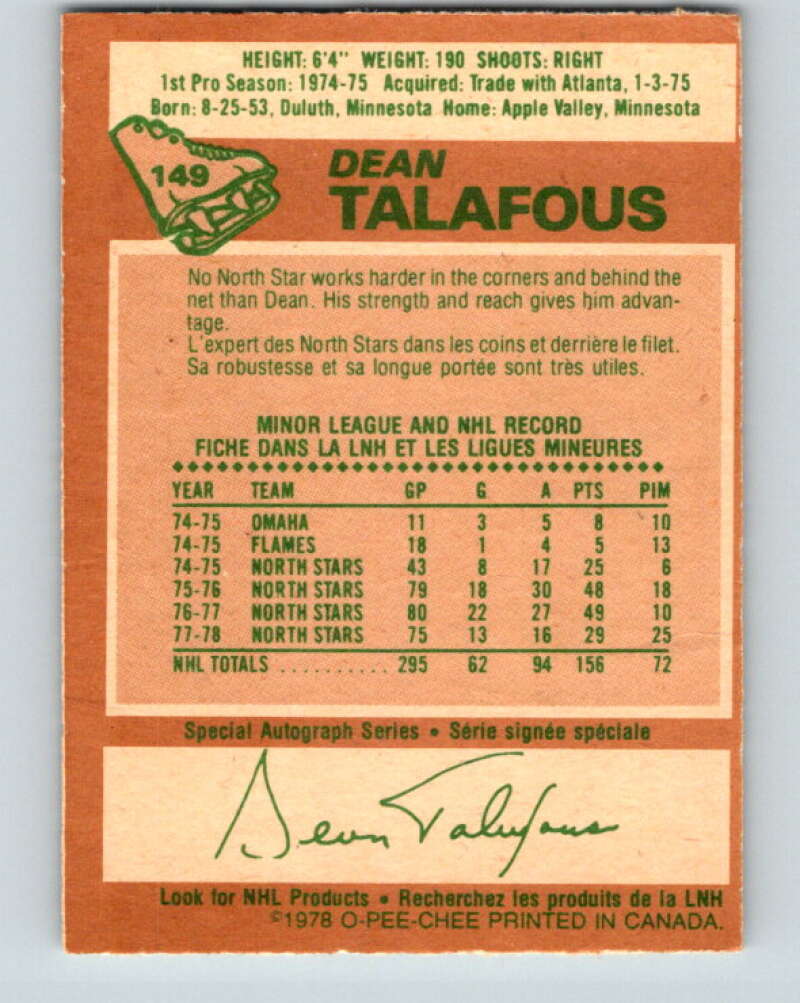 HEIGHT: 6'4" WEIGHT: 190 SHOOTS: RIGHT
1st Pro Season: 1974-75 Acquired: Trade with Atlanta, 1-3-75
Born: 8-25-53, Duluth, Minnesota Home: Apple Valley, Minnesota
149
DEAN
TALAFOUS
No North Star works harder in the corners and behind the
net than Dean. His strength and reach gives him advan-
tage.
L'expert des North Stars dans les coins et derrière le filet.
Sa robustesse et sa longue portée sont très utiles.
MINOR LEAGUE AND NHL RECORD
FICHE DANS LA LNH ET LES LIGUES MINEURES
YEAR TEAM GP G A PTS PIM
74-75 OMAHA 11 3 5 8 10
74-75 FLAMES 18 1 4 5 13
74-75 NORTH STARS 43 8 17 25 6
75-76 NORTH STARS 79 18 30 48 18
76-77 NORTH STARS 80 22 27 49 10
77-78 NORTH STARS 75 13 16 29 25
NHL TOTALS .......... 295 62 94 156 72
Special Autograph Series • Série signée spéciale
Dean Talafous
Look for NHL Products • Recherchez les produits de la LNH
©1978 O-PEE-CHEE PRINTED IN CANADA.